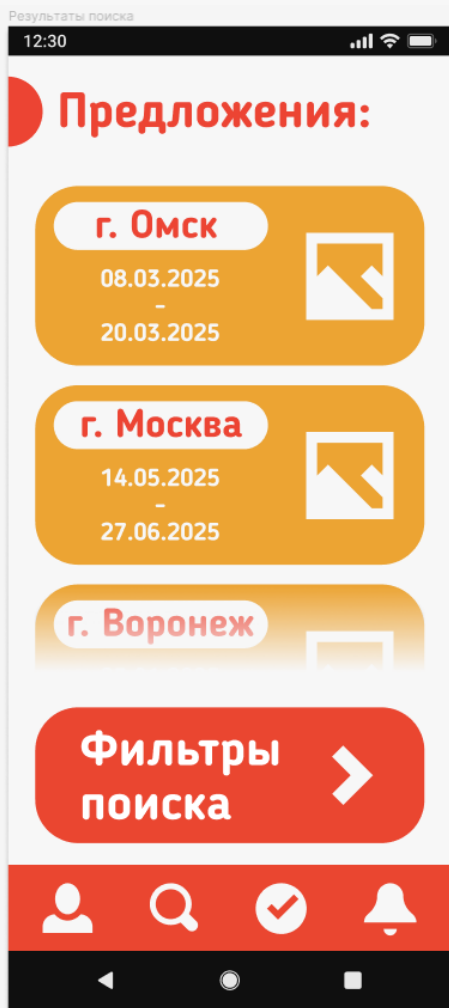 Результаты поиска
12:30
Предложения:
г. Омск
08.03.2025
–
20.03.2025
г. Москва
14.05.2025
–
27.06.2025
г. Воронеж
Фильтры
поиска